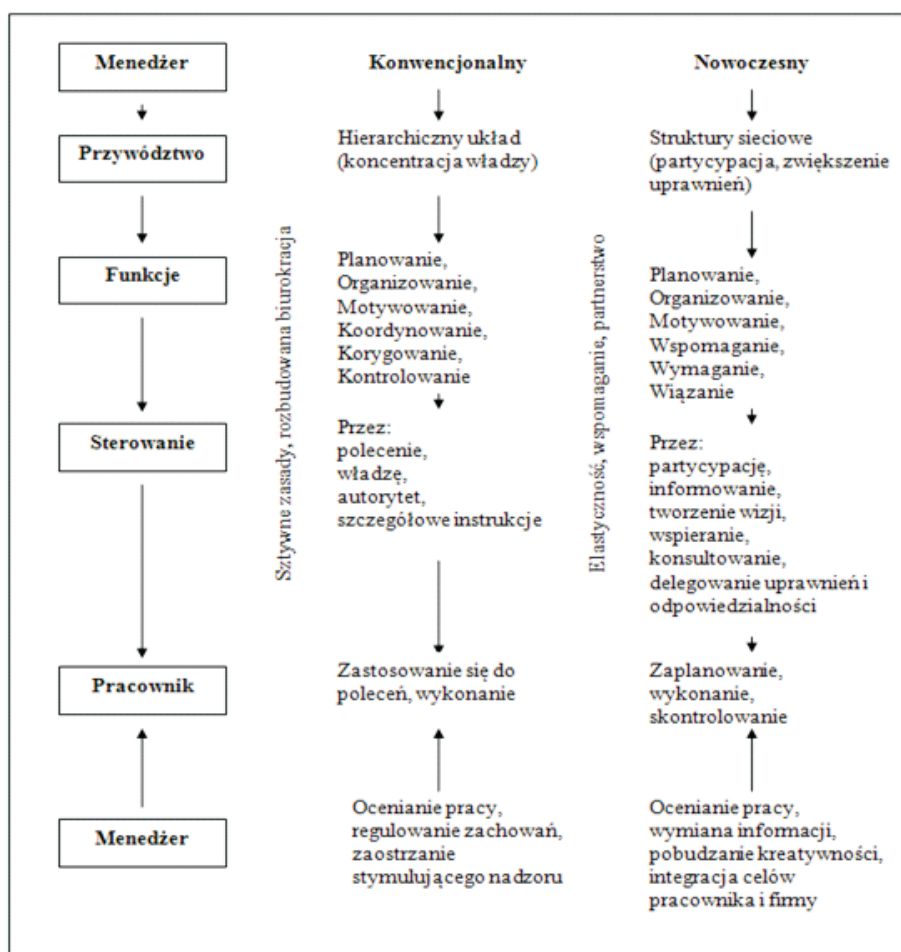 Menedżer
Konwencjonalny
Nowoczesny
Przywództwo
Hierarchiczny układ
(koncentracja władzy)
Struktury sieciowe
(partycypacja, zwiększenie
uprawnień)
Sztywne zasady, rozbudowana biurokracja
Elastyczność, wspomaganie, partnerstwo
Funkcje
Planowanie,
Organizowanie,
Motywowanie,
Koordynowanie,
Korygowanie,
Kontrolowanie
Planowanie,
Organizowanie,
Motywowanie,
Wspomaganie,
Wymaganie,
Wiązanie
Sterowanie
Przez:
polecenie,
władzę,
autorytet,
szczegółowe instrukcje
Przez:
partycypację,
informowanie,
tworzenie wizji,
wspieranie,
konsultowanie,
delegowanie uprawnień i
odpowiedzialności
Pracownik
Zastosowanie się do
poleceń, wykonanie
Zaplanowanie,
wykonanie,
skontrolowanie
Menedżer
Ocenianie pracy,
regulowanie zachowań,
zaostrzanie
stymulującego nadzoru
Ocenianie pracy,
wymiana informacji,
pobudzanie kreatywności,
integracja celów
pracownika i firmy